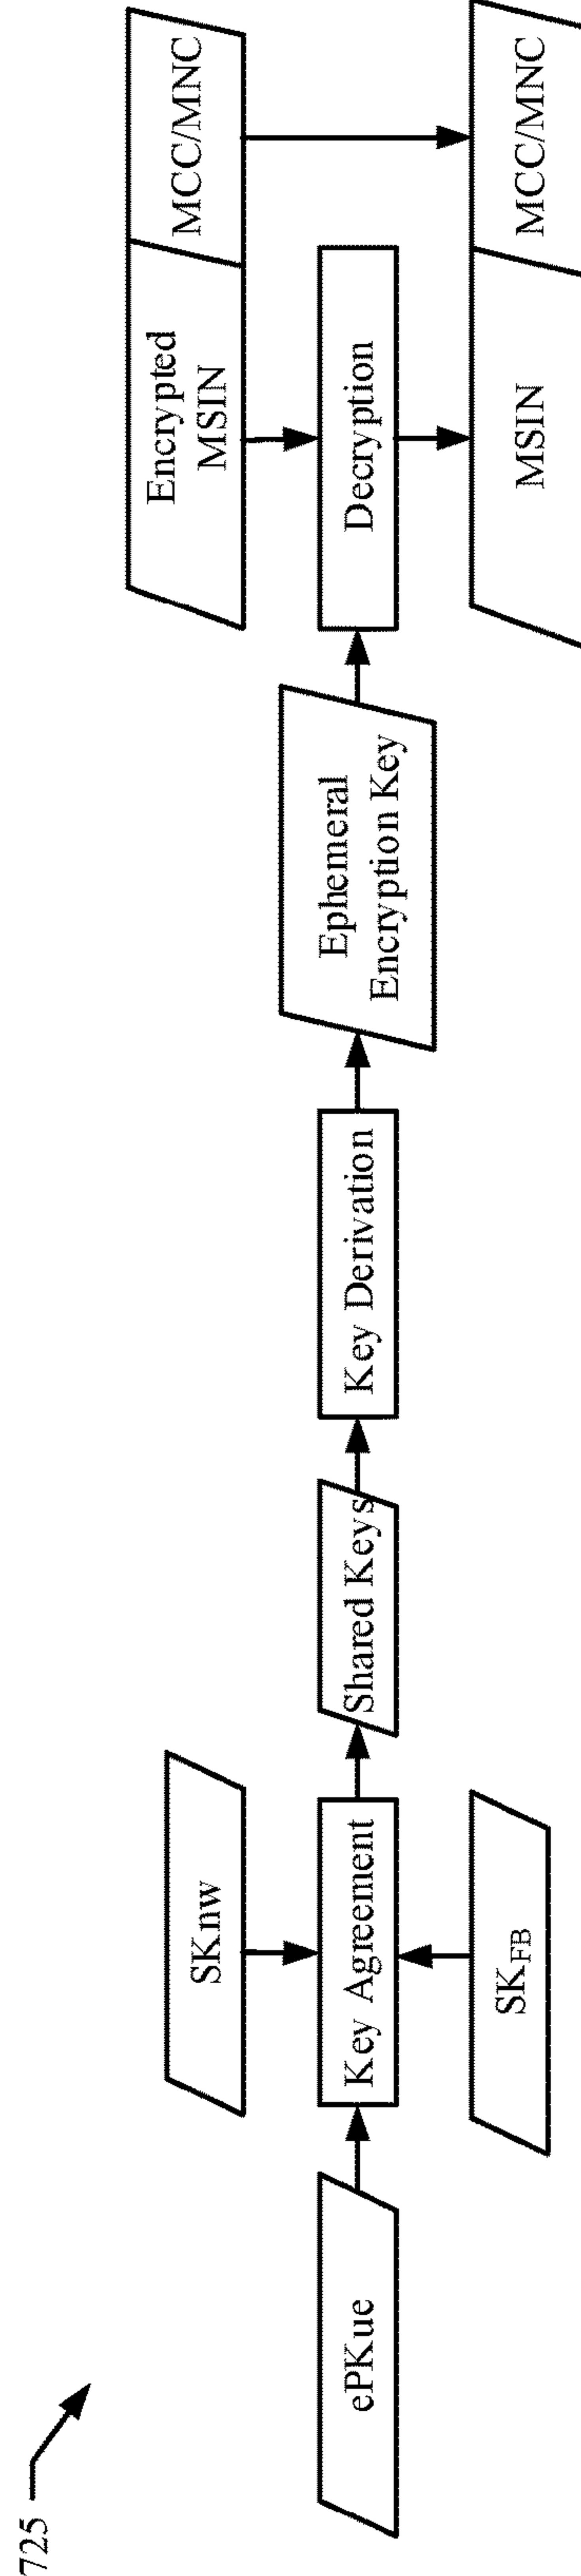 725
ePKue
SKnw
Key Agreement
SKFB
Shared Keys
Key Derivation
Ephemeral
Encryption Key
Encrypted
MSIN
MCC/MNC
Decryption
MSIN
MCC/MNC